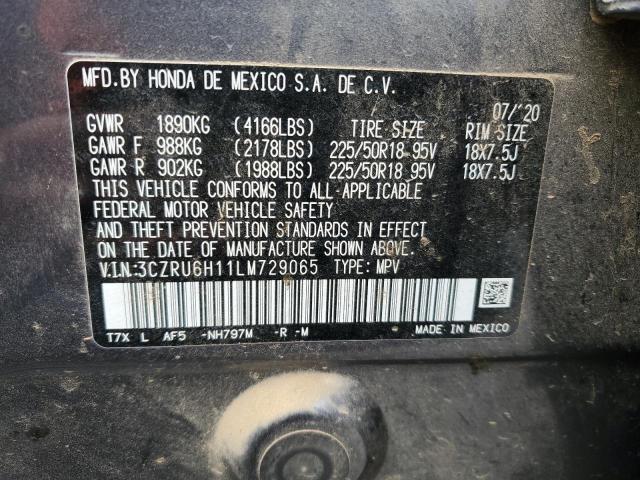 MFD.BY HONDA DE MEXICO S.A. DE C.V.
07/'20
GVWR 1890KG (4166LBS) TIRE SIZE RIM SIZE
GAWR F 988KG (2178LBS) 225/50R18 95V 18X7.5J
GAWR R 902KG (1988LBS) 225/50R18 95V 18X7.5J
THIS VEHICLE CONFORMS TO ALL APPLICABLE
FEDERAL MOTOR VEHICLE SAFETY
AND THEFT PREVENTION STANDARDS IN EFFECT
ON THE DATE OF MANUFACTURE SHOWN ABOVE.
V.I.N:3CZRU6H11LM729065 TYPE: MPV
T7X L AF5 -NH797M -R -M MADE IN MEXICO